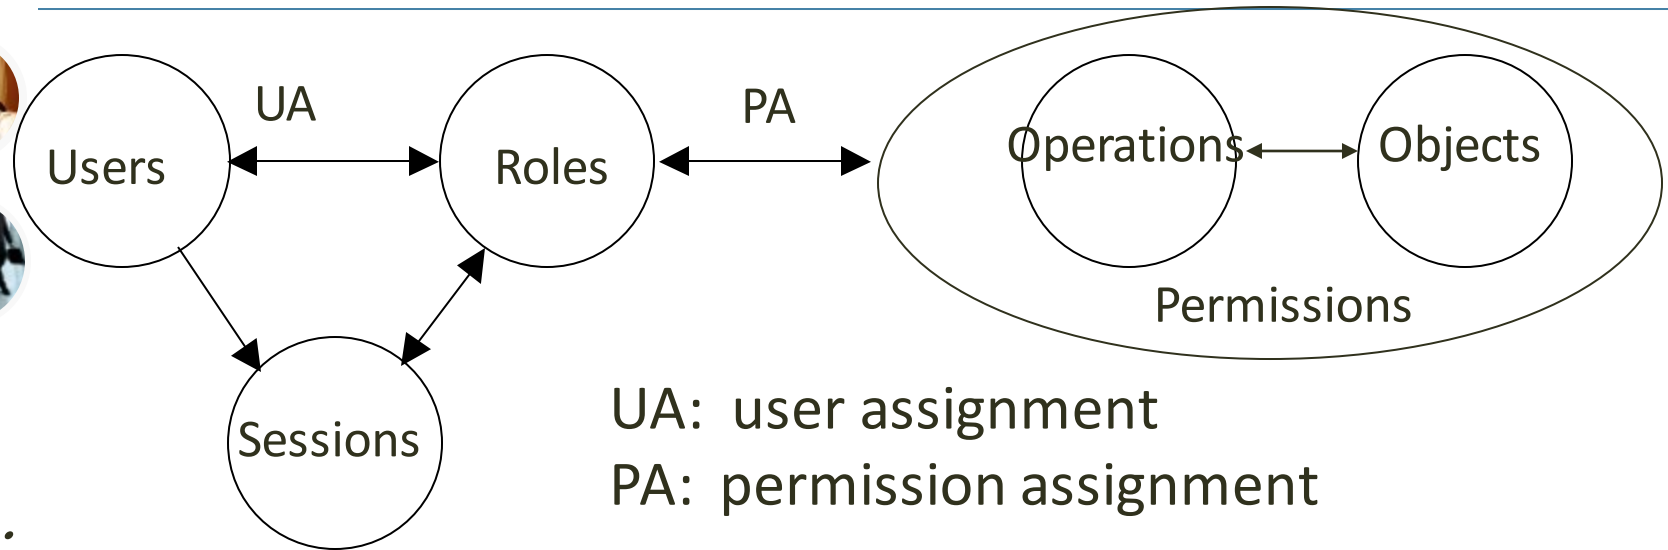 UA
PA
Users
Roles
Operations
Objects
Permissions
Sessions
UA: user assignment
PA: permission assignment
.